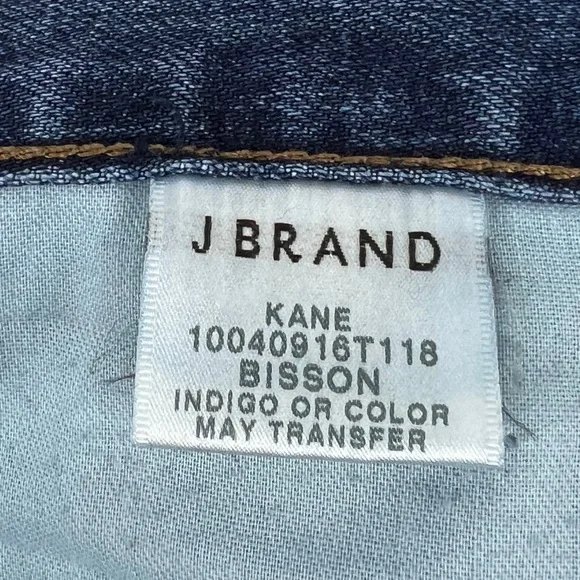 J BRAND
KANE
10040916T118
BISSON
INDIGO OR COLOR
MAY TRANSFER